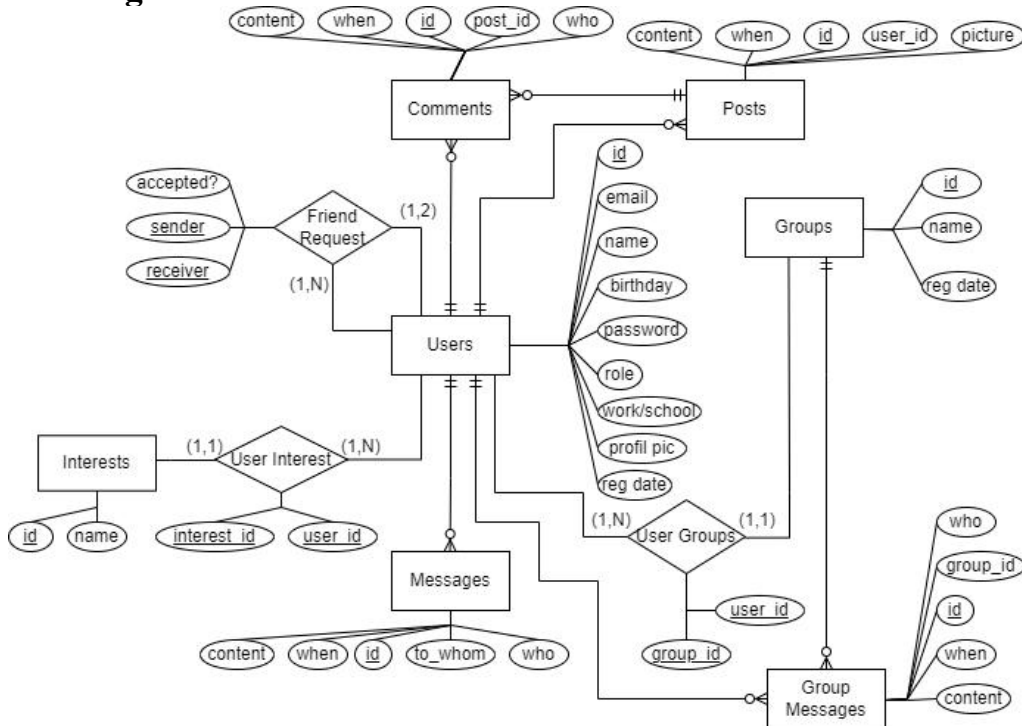 content
when
id
post_id
who
content
when
id
user_id
picture
Comments
Posts
id
email
name
birthday
password
role
work/school
profil pic
reg date
accepted?
sender
receiver
Friend
Request
(1,2)
(1,N)
Groups
id
name
reg date
Users
Interests
(1,1)
User Interest
(1,N)
id
name
interest_id
user_id
(1,N)
User Groups
(1,1)
user_id
group_id
Messages
content
when
id
to_whom
who
Group
Messages
who
group_id
id
when
content